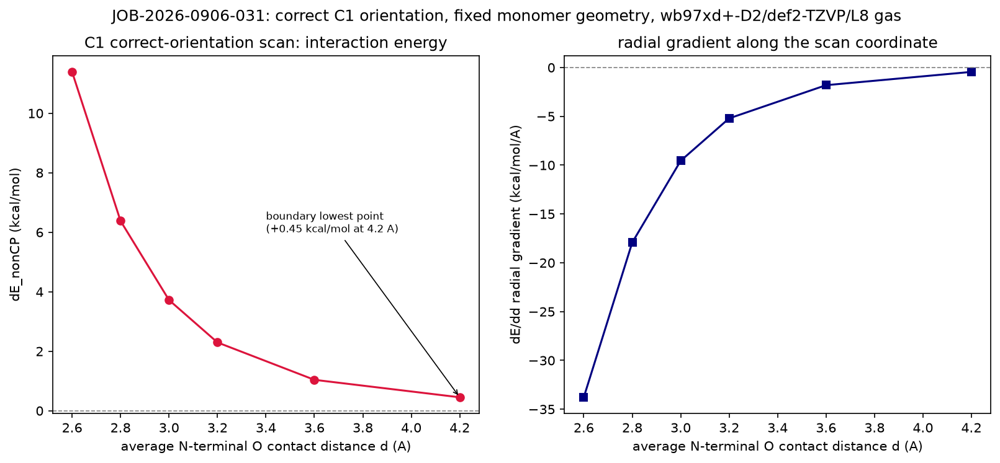 JOB-2026-0906-031: correct C1 orientation, fixed monomer geometry, wb97xd+-D2/def2-TZVP/L8 gas
C1 correct-orientation scan: interaction energy
dE_nonCP (kcal/mol)
10
8
6
4
2
0
boundary lowest point
(+0.45 kcal/mol at 4.2 A)
2.6 2.8 3.0 3.2 3.4 3.6 3.8 4.0 4.2
average N-terminal O contact distance d (A)
radial gradient along the scan coordinate
dE/dd radial gradient (kcal/mol/A)
0
−5
−10
−15
−20
−25
−30
−35
2.6 2.8 3.0 3.2 3.4 3.6 3.8 4.0 4.2
average N-terminal O contact distance d (A)